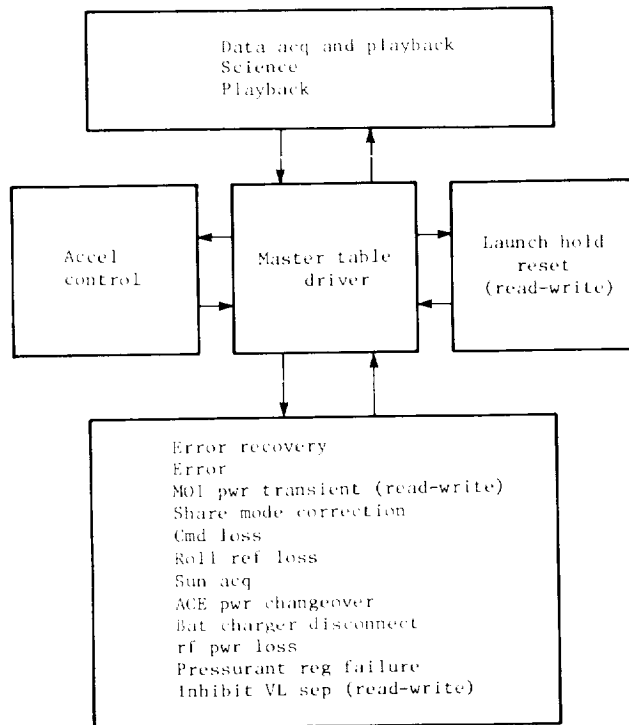 Data acq and playback
Science
Playback
Accel
control
Master table
driver
Launch hold
reset
(read-write)
Error recovery
Error
MOI pwr transient (read-write)
Share mode correction
Cmd loss
Roll ref loss
Sun acq
ACE pwr changeover
Bat charger disconnect
rf pwr loss
Pressurant reg failure
Inhibit VL sep (read-write)